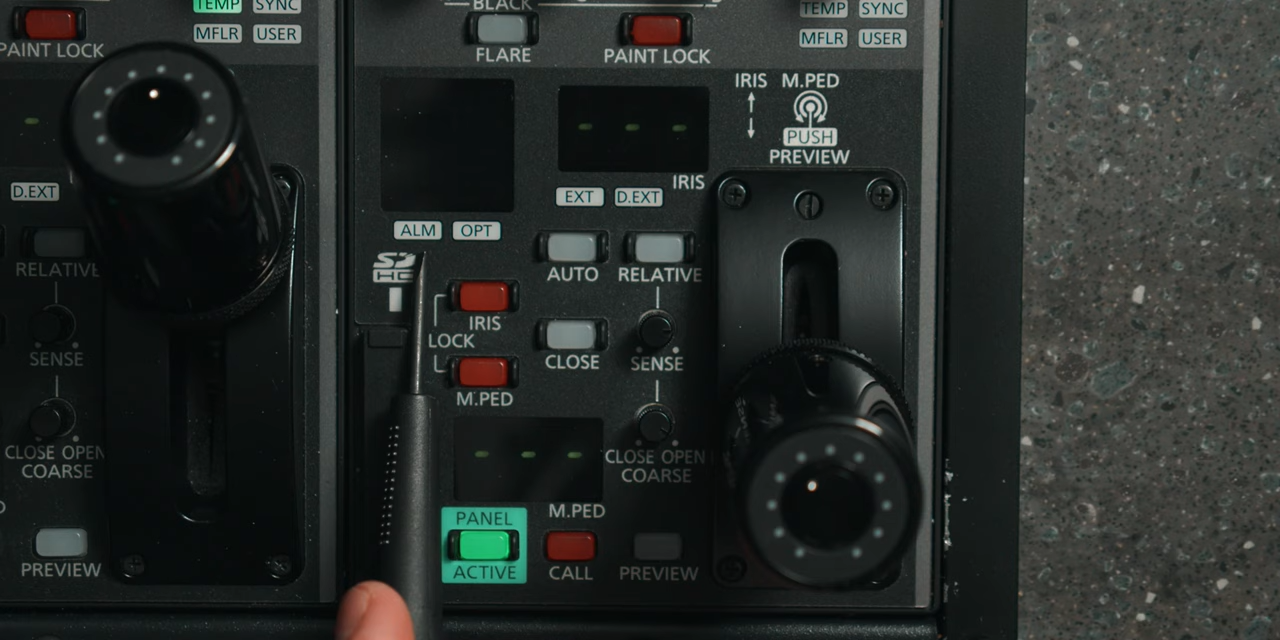 TEMP SYNC
PAINT LOCK
MFLR USER
D.EXT
RELATIVE
SENSE
CLOSE OPEN
COARSE
PREVIEW
BLACK
FLARE
PAINT LOCK
TEMP SYNC
MFLR USER
IRIS M.PED
PUSH
PREVIEW
IRIS
EXT D.EXT
ALM OPT
AUTO RELATIVE
SD
HC
IRIS
LOCK
CLOSE
SENSE
M.PED
CLOSE OPEN
COARSE
M.PED
PANEL
ACTIVE
CALL
PREVIEW